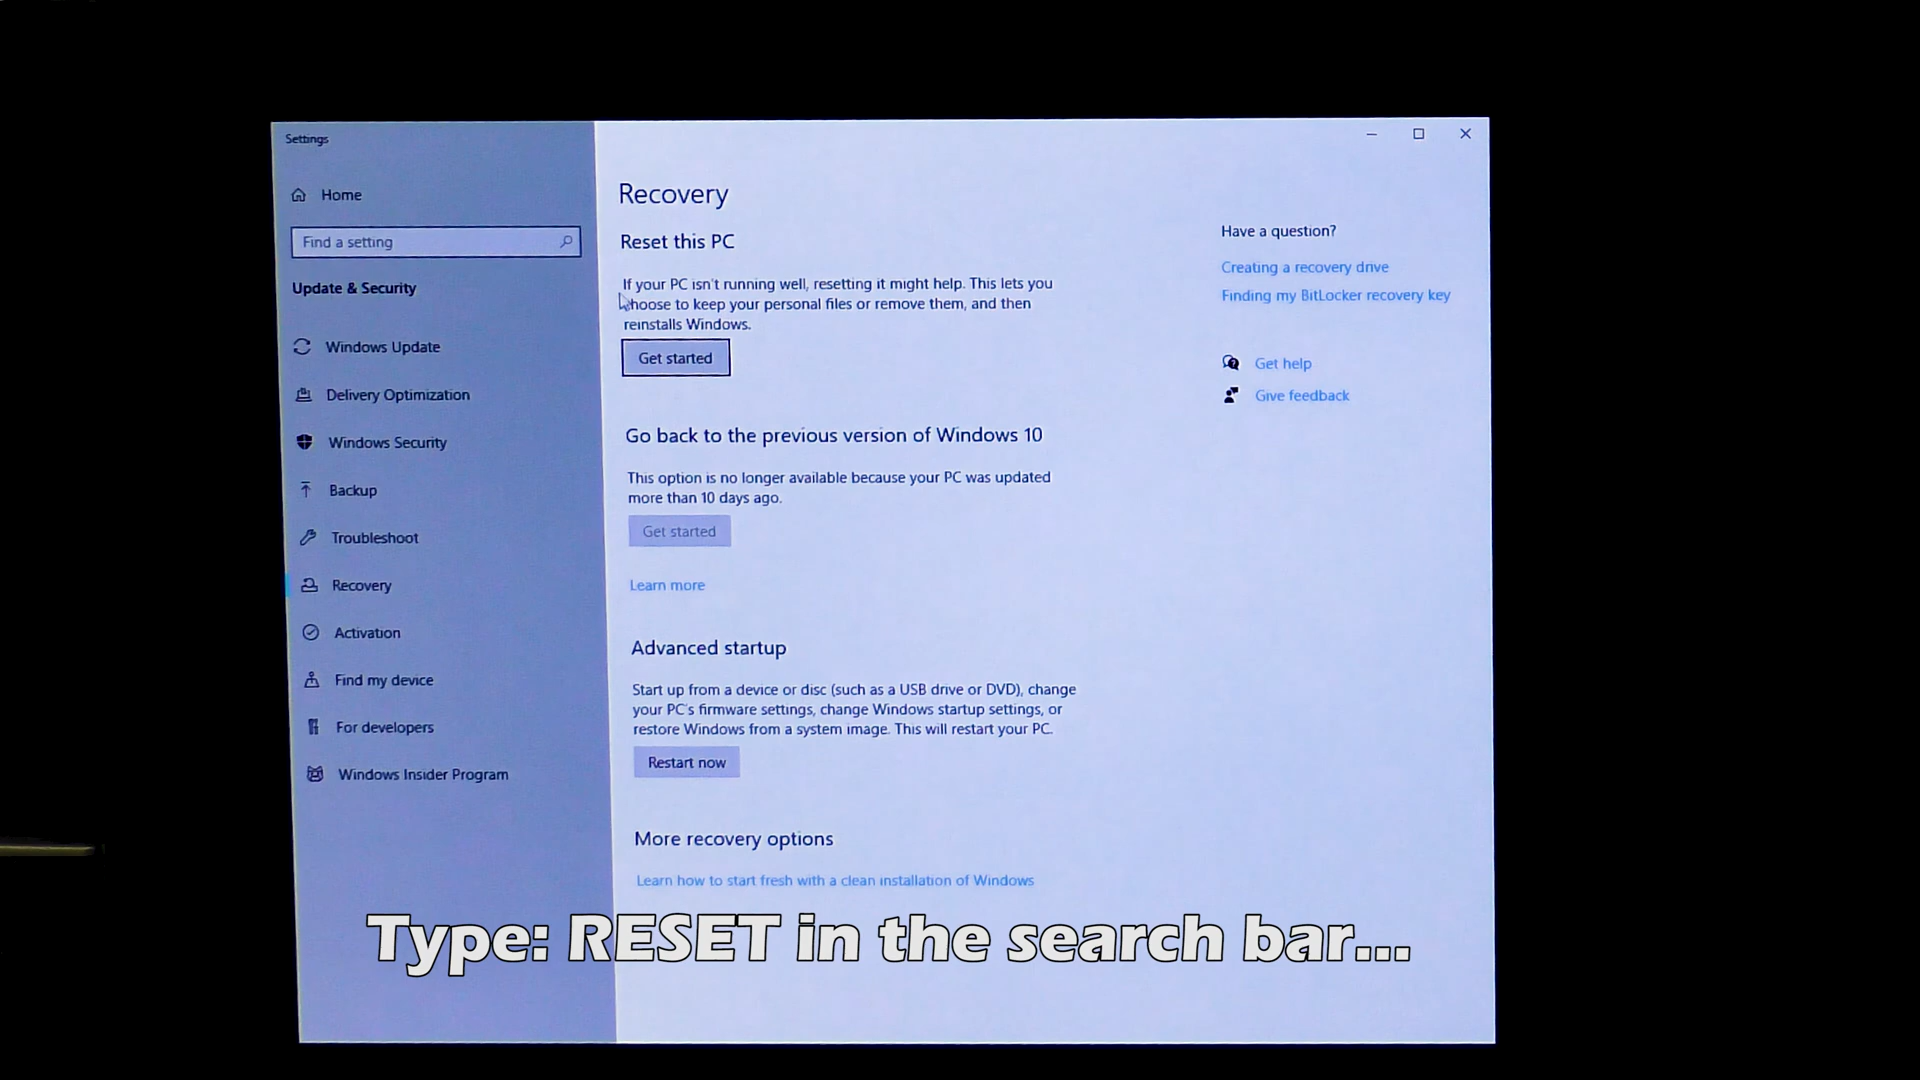 Settings
Home
Find a setting
Update & Security
Windows Update
Delivery Optimization
Windows Security
Backup
Troubleshoot
Recovery
Activation
Find my device
For developers
Windows Insider Program
Recovery
Reset this PC
If your PC isn't running well, resetting it might help. This lets you
choose to keep your personal files or remove them, and then
reinstalls Windows.
Get started
Go back to the previous version of Windows 10
This option is no longer available because your PC was updated
more than 10 days ago.
Get started
Learn more
Advanced startup
Start up from a device or disc (such as a USB drive or DVD), change
your PC's firmware settings, change Windows startup settings, or
restore Windows from a system image. This will restart your PC.
Restart now
More recovery options
Learn how to start fresh with a clean installation of Windows
Have a question?
Creating a recovery drive
Finding my BitLocker recovery key
Get help
Give feedback
Type: RESET in the search bar...